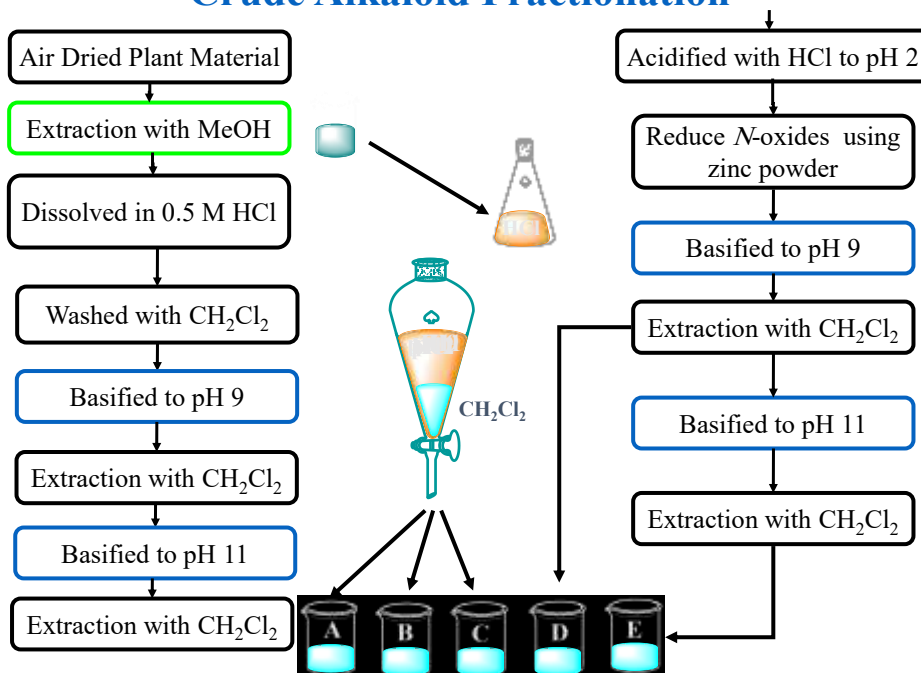 Crude Alkaloid Fractionation
Air Dried Plant Material
Extraction with MeOH
Dissolved in 0.5 M HCl
Washed with CH₂Cl₂
Basified to pH 9
Extraction with CH₂Cl₂
Basified to pH 11
Extraction with CH₂Cl₂
HCl
CH₂Cl₂
A B C D E
Acidified with HCl to pH 2
Reduce N-oxides using
zinc powder
Basified to pH 9
Extraction with CH₂Cl₂
Basified to pH 11
Extraction with CH₂Cl₂